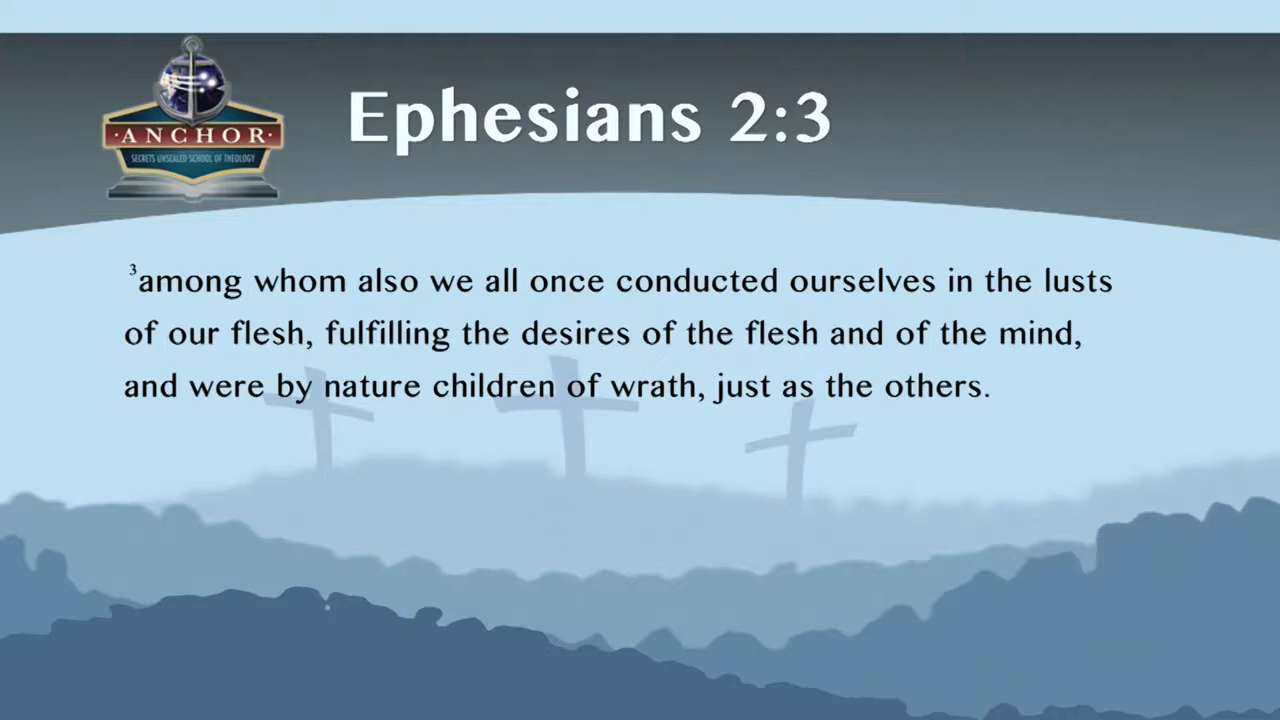 Ephesians 2:3
·ANCHOR·
SECRETS UNSEALED SCHOOL OF THEOLOGY
³among whom also we all once conducted ourselves in the lusts
of our flesh, fulfilling the desires of the flesh and of the mind,
and were by nature children of wrath, just as the others.